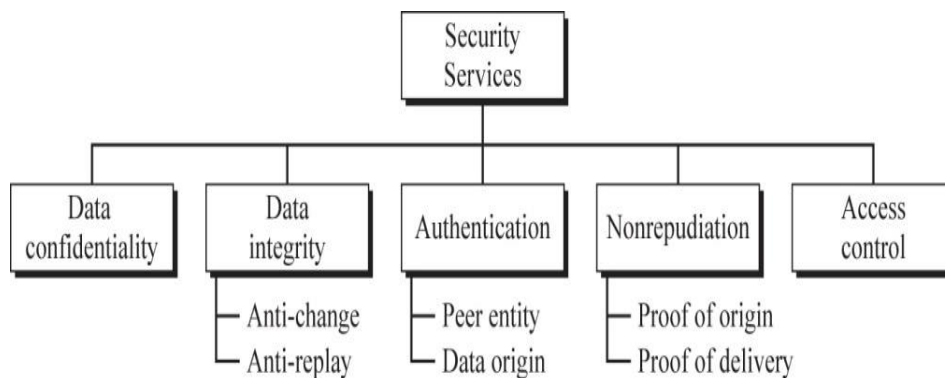 Security
Services
Data
confidentiality
Data
integrity
Authentication
Nonrepudiation
Access
control
Anti-change
Anti-replay
Peer entity
Data origin
Proof of origin
Proof of delivery